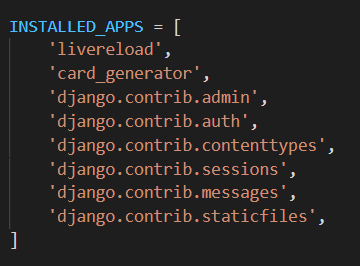 INSTALLED_APPS = [
    'livereload',
    'card_generator',
    'django.contrib.admin',
    'django.contrib.auth',
    'django.contrib.contenttypes',
    'django.contrib.sessions',
    'django.contrib.messages',
    'django.contrib.staticfiles',
]